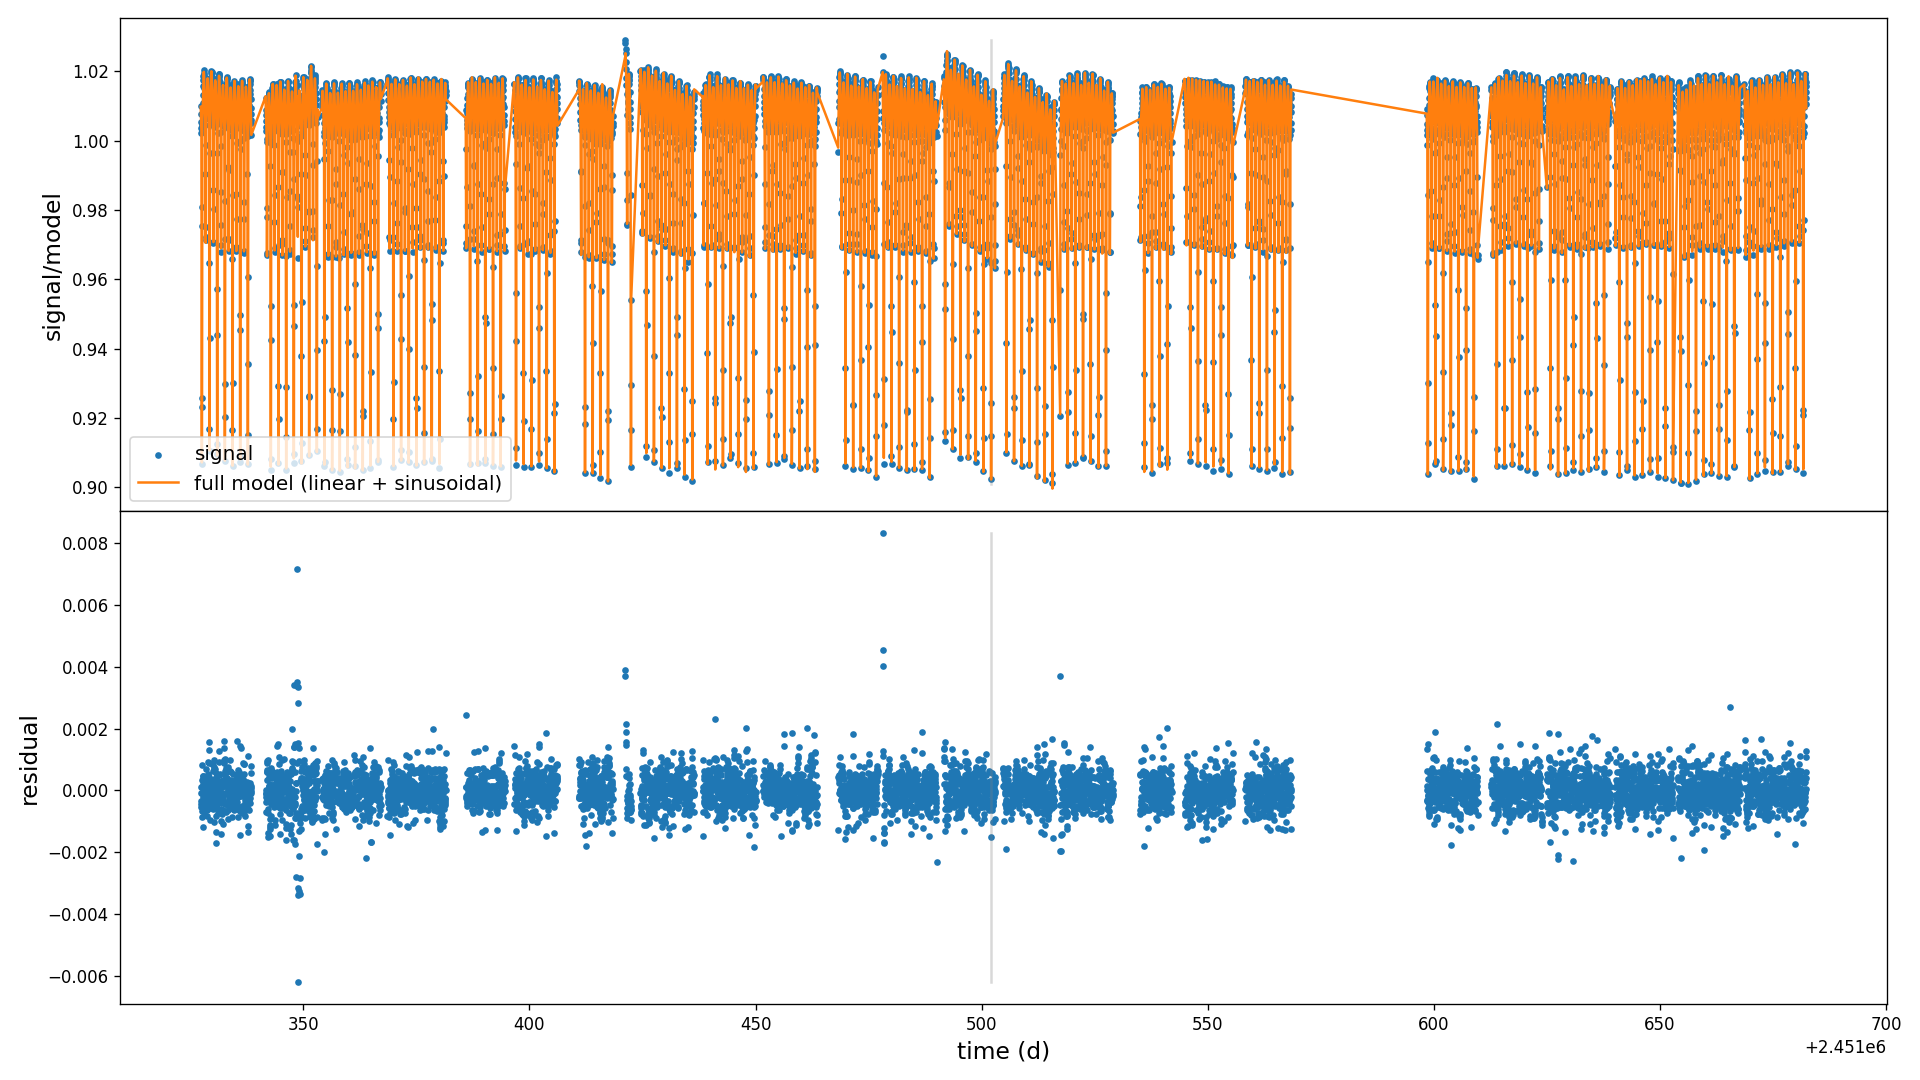 signal/model
1.02
1.00
0.98
0.96
0.94
0.92
0.90
signal
full model (linear + sinusoidal)
residual
0.008
0.006
0.004
0.002
0.000
−0.002
−0.004
−0.006
350 400 450 500 550 600 650 700
time (d)
+2.451e6